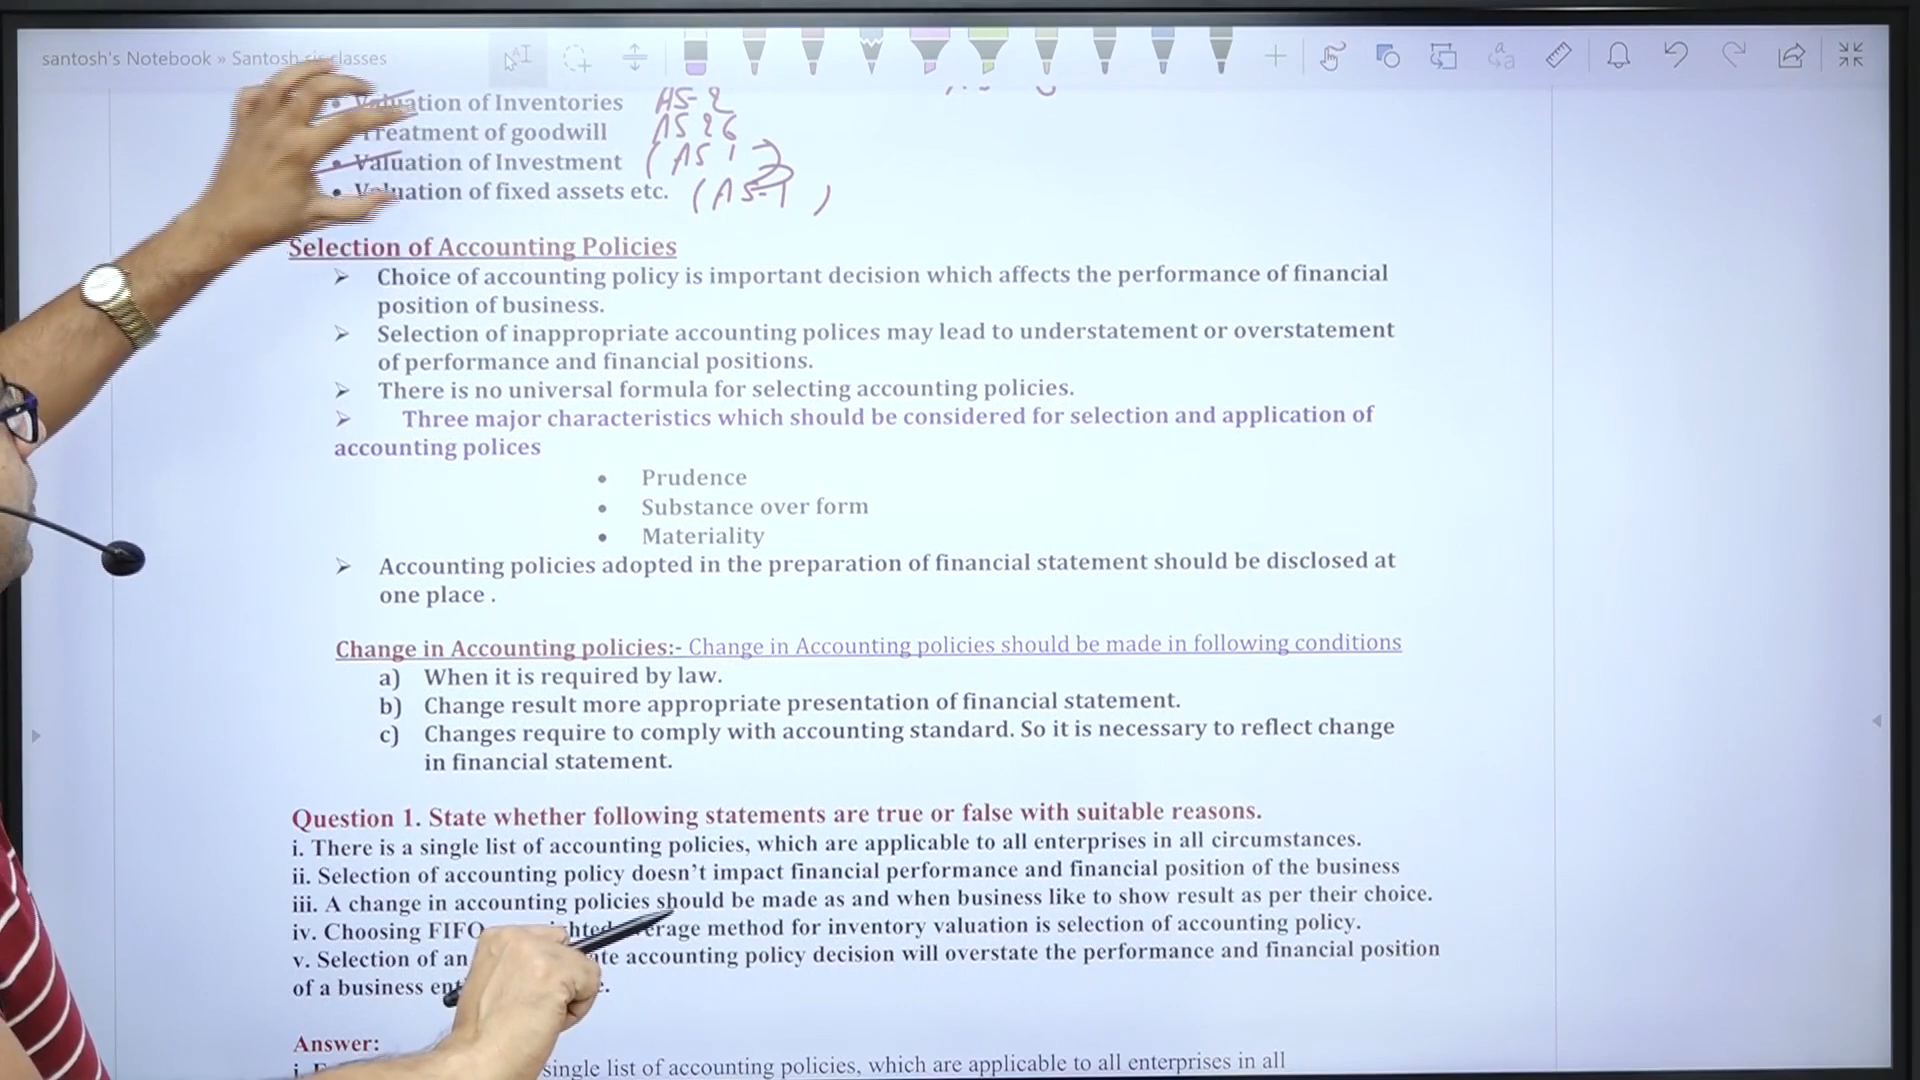 santosh's Notebook » Santosh sir classes
• Valuation of Inventories AS-2
Treatment of goodwill AS 26
• Valuation of Investment (AS 1
• Valuation of fixed assets etc. (AS-1 )
Selection of Accounting Policies
➢ Choice of accounting policy is important decision which affects the performance of financial
position of business.
➢ Selection of inappropriate accounting polices may lead to understatement or overstatement
of performance and financial positions.
➢ There is no universal formula for selecting accounting policies.
➢ Three major characteristics which should be considered for selection and application of
accounting polices
• Prudence
• Substance over form
• Materiality
➢ Accounting policies adopted in the preparation of financial statement should be disclosed at
one place .
Change in Accounting policies:- Change in Accounting policies should be made in following conditions
a) When it is required by law.
b) Change result more appropriate presentation of financial statement.
c) Changes require to comply with accounting standard. So it is necessary to reflect change
in financial statement.
Question 1. State whether following statements are true or false with suitable reasons.
i. There is a single list of accounting policies, which are applicable to all enterprises in all circumstances.
ii. Selection of accounting policy doesn't impact financial performance and financial position of the business
iii. A change in accounting policies should be made as and when business like to show result as per their choice.
iv. Choosing FIFO method for inventory valuation is selection of accounting policy.
v. Selection of an accounting policy decision will overstate the performance and financial position
of a business
Answer:
i. single list of accounting policies, which are applicable to all enterprises in all